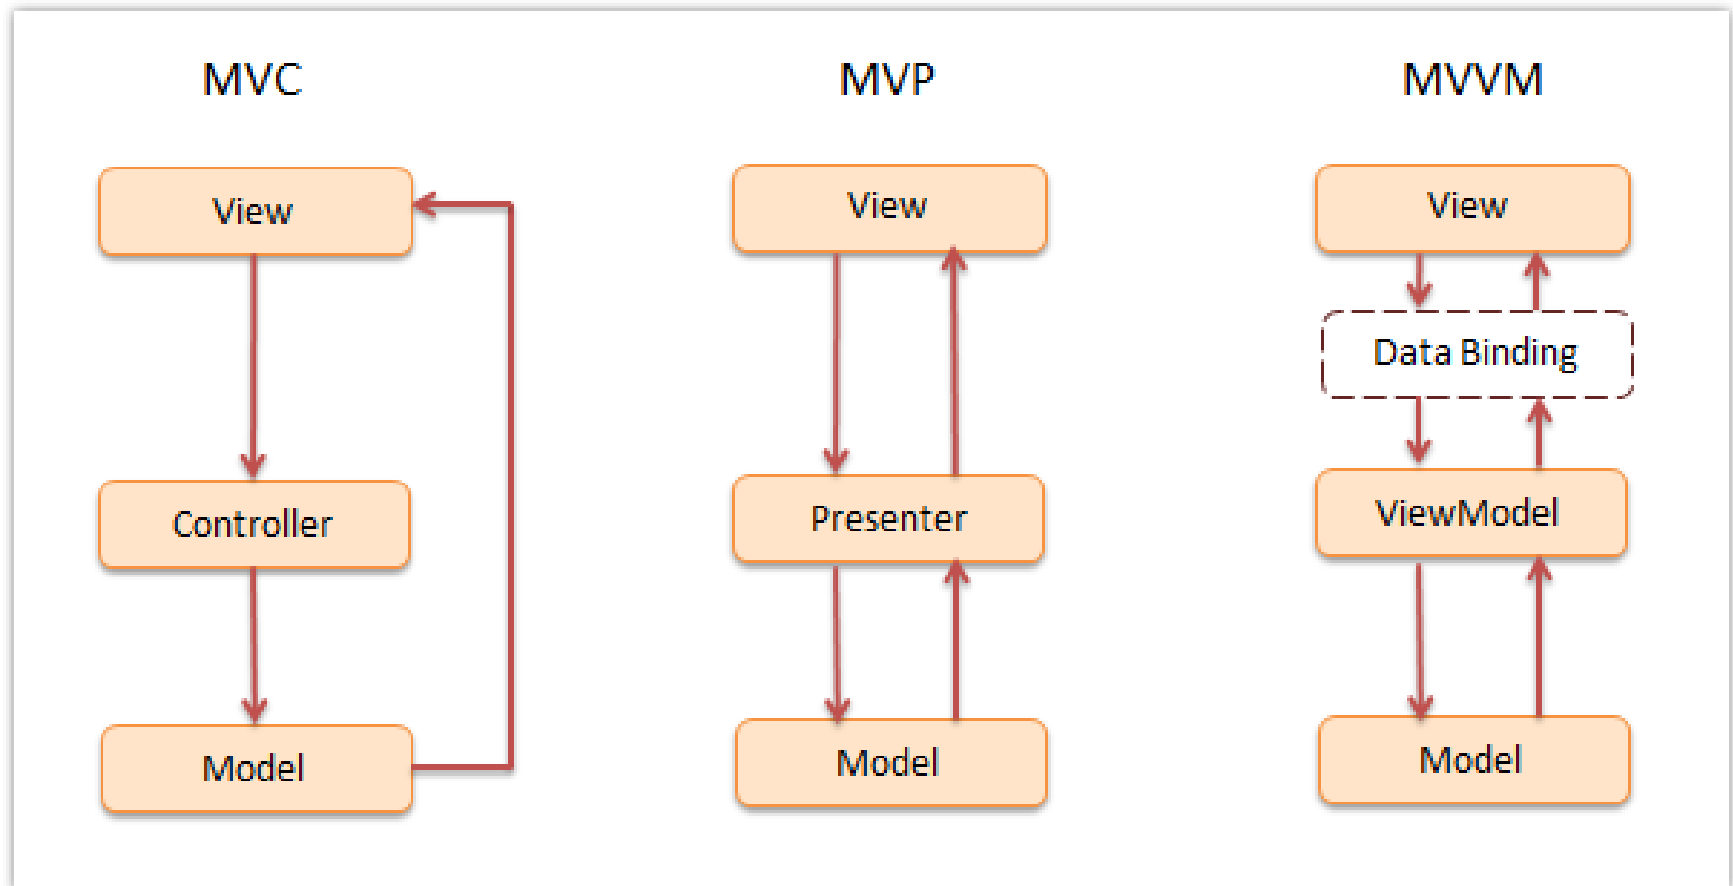 MVC
View
Controller
Model
MVP
View
Presenter
Model
MVVM
View
Data Binding
ViewModel
Model